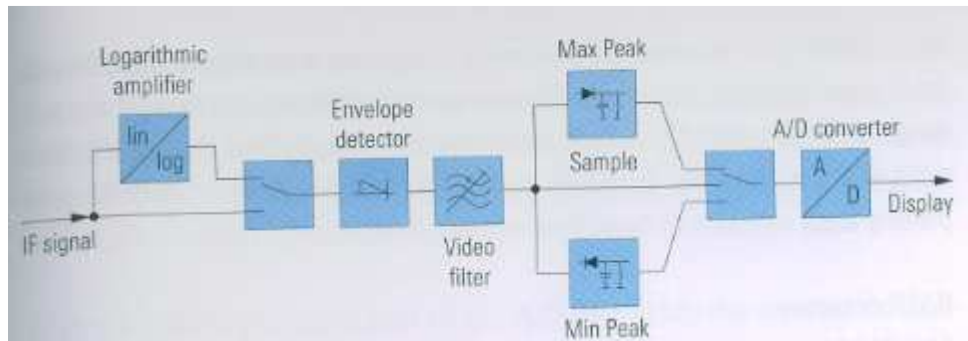 Logarithmic
amplifier
lin
log
IF signal
Envelope
detector
Video
filter
Max Peak
Sample
Min Peak
A/D converter
A
D
Display